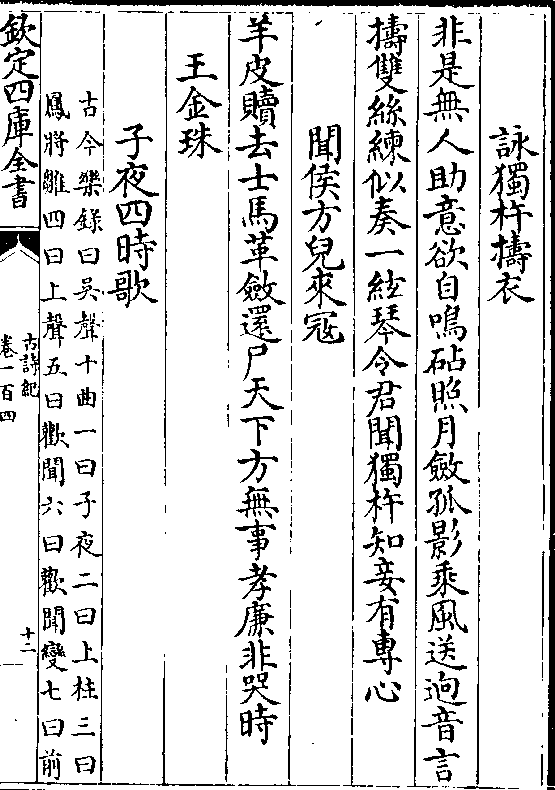 詠獨杵擣衣
非是無人助意欲自鳴砧照月斂孤影乘風送逈音言
擣雙絲練似奏一絃琴令君聞獨杵知妾有專心
聞侯方兒來冦
羊皮贖去士馬革斂還尸天下方無事孝廉非哭時
王金珠
子夜四時歌
古今樂録曰吳聲十曲一曰子夜二曰上柱三曰
鳳將雛四曰上聲五曰歡聞六曰歡聞變七曰前
欽定四庫全書
古詩紀
卷一百四
十二